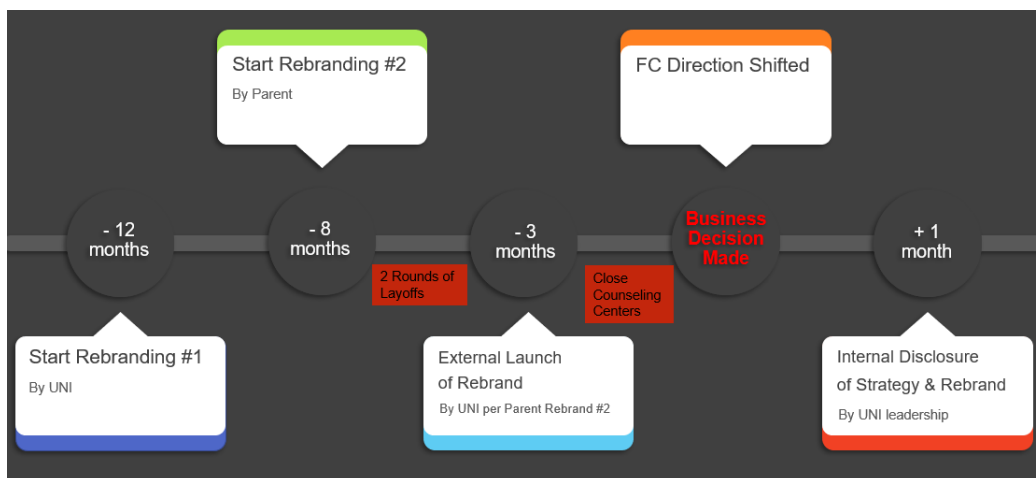 Start Rebranding #2
By Parent
FC Direction Shifted
- 12
months
- 8
months
- 3
months
Business
Decision
Made
+ 1
month
2 Rounds of
Layoffs
Close
Counseling
Centers
Start Rebranding #1
By UNI
External Launch
of Rebrand
By UNI per Parent Rebrand #2
Internal Disclosure
of Strategy & Rebrand
By UNI leadership